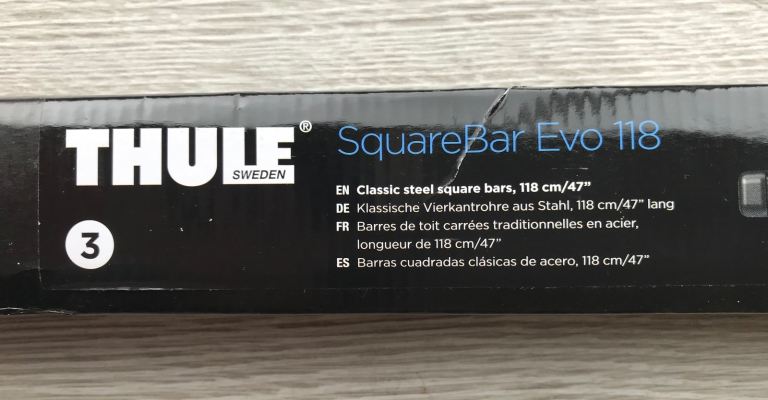 THULE®
SWEDEN
3
SquareBar Evo 118
EN Classic steel square bars, 118 cm/47”
DE Klassische Vierkantrohre aus Stahl, 118 cm/47” lang
FR Barres de toit carrées traditionnelles en acier,
longueur de 118 cm/47”
ES Barras cuadradas clásicas de acero, 118 cm/47”